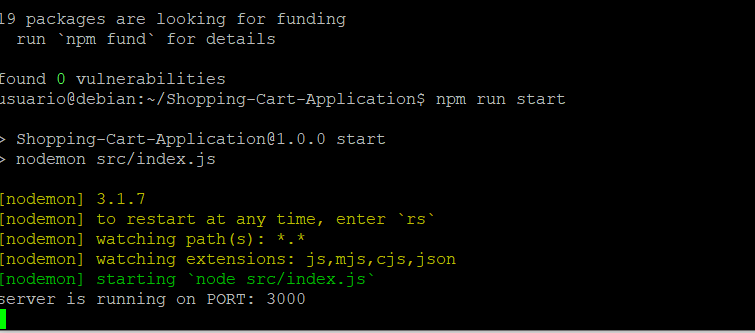 19 packages are looking for funding
  run `npm fund` for details
found 0 vulnerabilities
usuario@debian:~/Shopping-Cart-Application$ npm run start
> Shopping-Cart-Application@1.0.0 start
> nodemon src/index.js
[nodemon] 3.1.7
[nodemon] to restart at any time, enter `rs`
[nodemon] watching path(s): *.*
[nodemon] watching extensions: js,mjs,cjs,json
[nodemon] starting `node src/index.js`
server is running on PORT: 3000